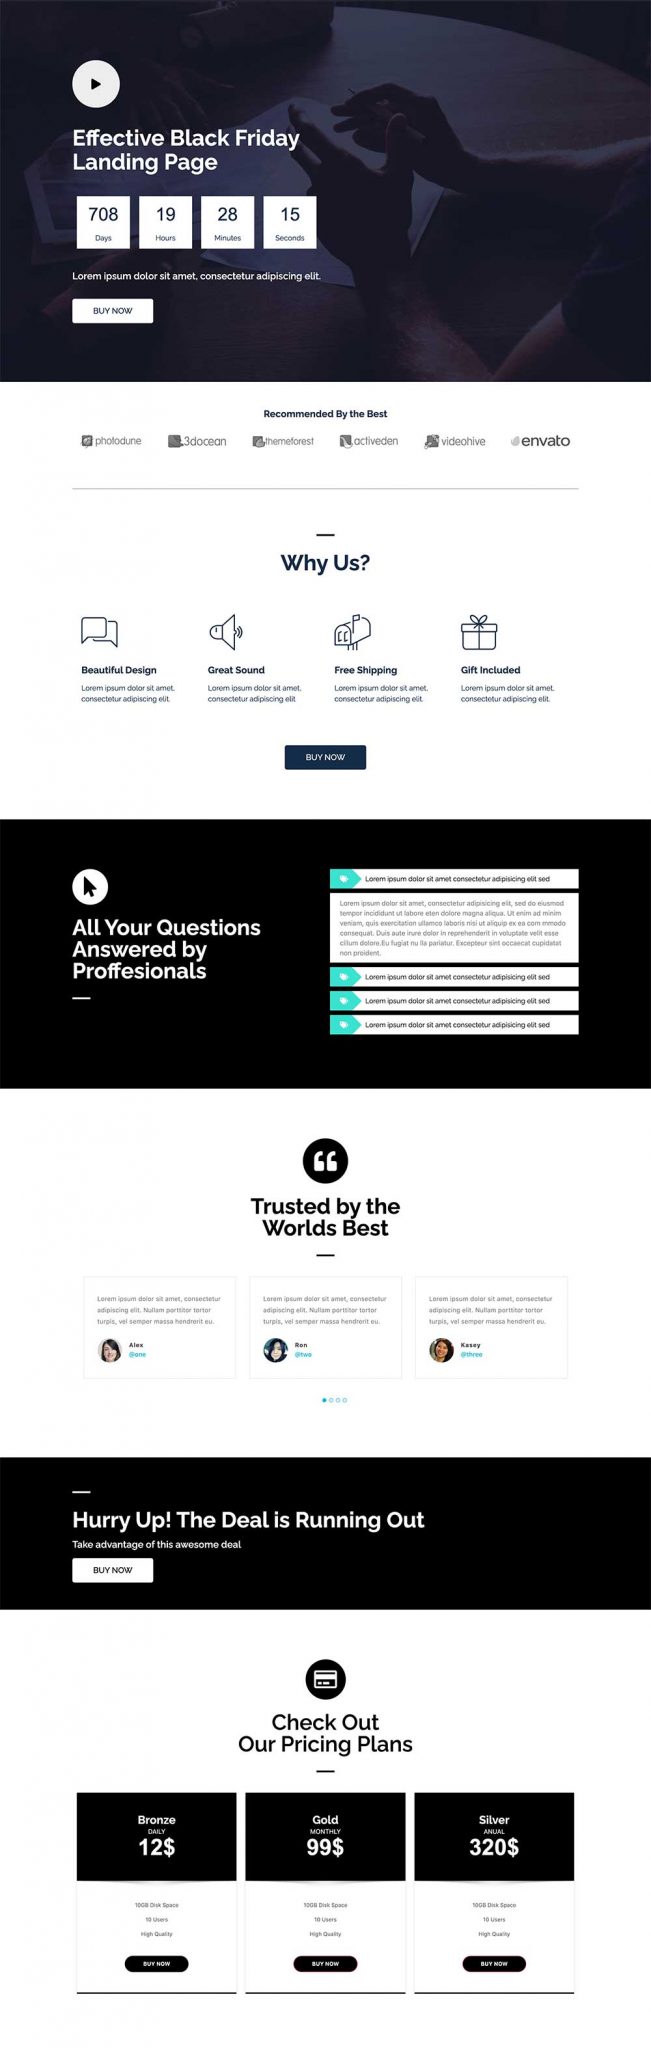 Effective Black Friday
Landing Page
708 19 28 15
Days Hours Minutes Seconds
Lorem ipsum dolor sit amet, consectetur adipiscing elit.
BUY NOW
Recommended By the Best
photodune 3docean themeforest activeden videohive envato
Why Us?
Beautiful Design Great Sound Free Shipping Gift Included
Lorem ipsum dolor sit amet, Lorem ipsum dolor sit amet, Lorem ipsum dolor sit amet, Lorem ipsum dolor sit amet,
consectetur adipiscing elit. consectetur adipiscing elit consectetur adipiscing elit. consectetur adipiscing elit.
BUY NOW
All Your Questions
Answered by
Proffesionals
Lorem ipsum dolor sit amet consectetur adipisicing elit sed
Lorem ipsum dolor sit amet, consectetur adipisicing elit, sed do eiusmod
tempor incididunt ut labore eten dolore magna aliqua. Ut enim ad minim
veniam, quis exercitation ullamco laboris nisi ut aliquip ex ea com mmodo
consequat. Duis aute irure dolor in reprehenderit in voluptate velit esse
cillum dolore.Eu fugiat nu lla pariatur. Excepteur sint occaecat cupidatat
non proident.
Lorem ipsum dolor sit amet consectetur adipisicing elit sed
Lorem ipsum dolor sit amet consectetur adipisicing elit sed
Lorem ipsum dolor sit amet consectetur adipisicing elit sed
Trusted by the
Worlds Best
Lorem ipsum dolor sit amet, consectetur
adipiscing elit. Nullam porttitor tortor
turpis, vel semper massa hendrerit eu.
Alex
@one
Lorem ipsum dolor sit amet, consectetur
adipiscing elit. Nullam porttitor tortor
turpis, vel semper massa hendrerit eu.
Ron
@two
Lorem ipsum dolor sit amet, consectetur
adipiscing elit. Nullam porttitor tortor
turpis, vel semper massa hendrerit eu.
Kasey
@three
Hurry Up! The Deal is Running Out
Take advantage of this awesome deal
BUY NOW
Check Out
Our Pricing Plans
Bronze
DAILY
12$
10GB Disk Space
10 Users
High Quality
BUY NOW
Gold
MONTHLY
99$
10GB Disk Space
10 Users
High Quality
BUY NOW
Silver
ANUAL
320$
10GB Disk Space
10 Users
High Quality
BUY NOW